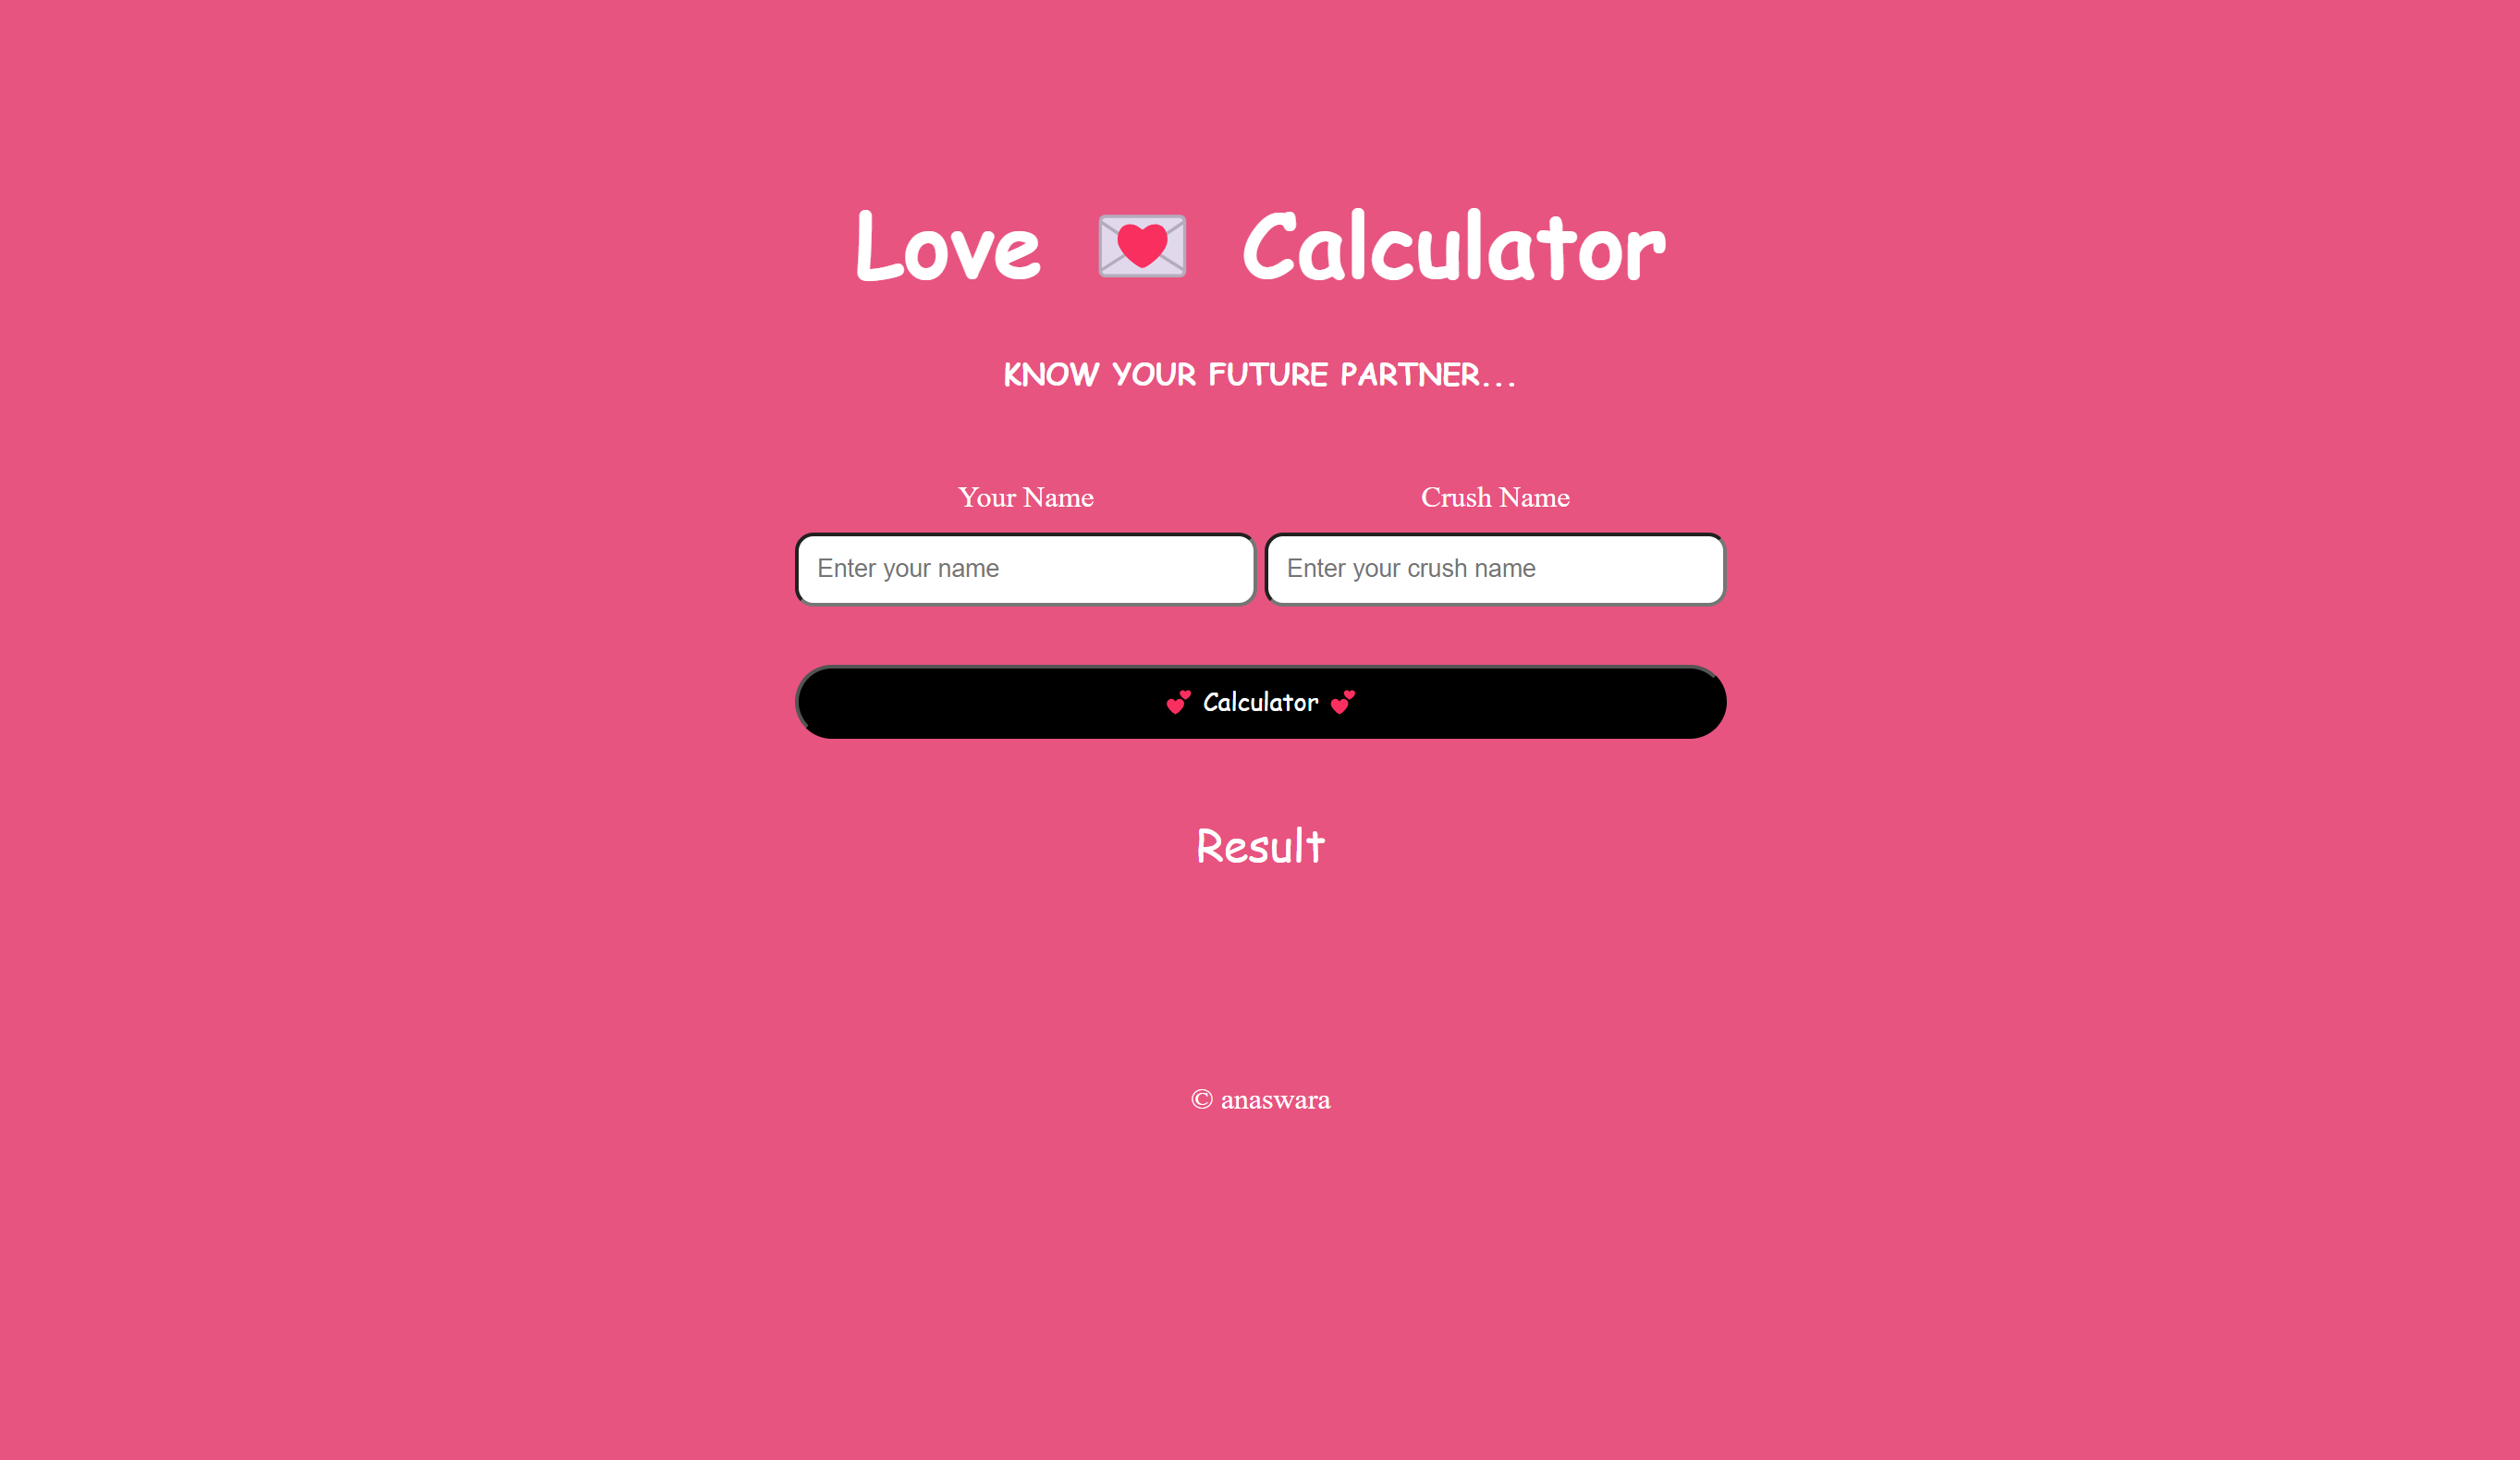 Love 💌 Calculator
KNOW YOUR FUTURE PARTNER...
Your Name Crush Name
Enter your name Enter your crush name
💕 Calculator 💕
Result
© anaswara